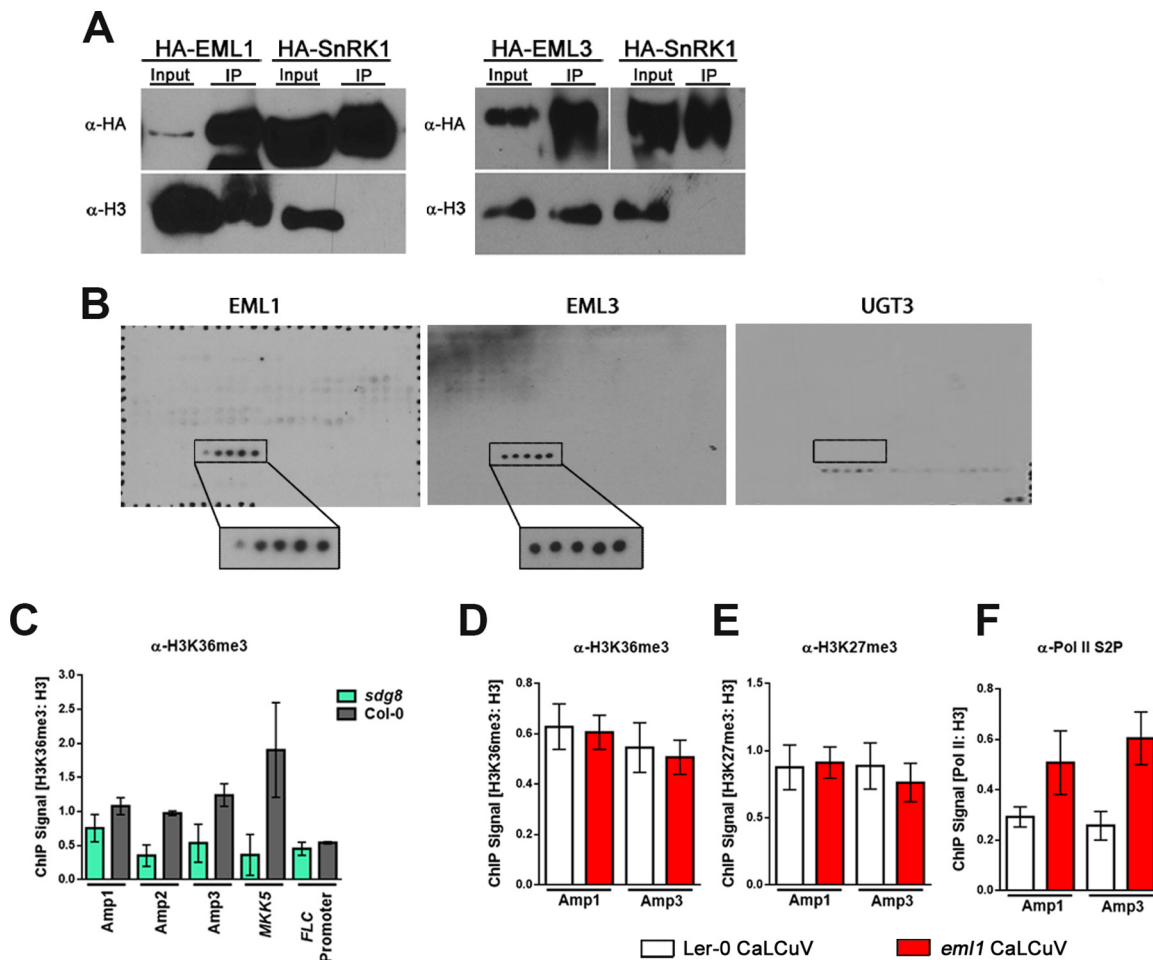 A
HA-EML1 HA-SnRK1 HA-EML3 HA-SnRK1
Input IP Input IP Input IP Input IP
α-HA α-HA
α-H3 α-H3
B
EML1 EML3 UGT3
C
α-H3K36me3
ChIP Signal [H3K36me3: H3]
3.0
2.5
2.0
1.5
1.0
0.5
0.0
sdg8
Col-0
Amp1 Amp2 Amp3 MKK5 FLC Promoter
D
α-H3K36me3
ChIP Signal [H3K36me3: H3]
0.8
0.6
0.4
0.2
0.0
Amp1 Amp3
E
α-H3K27me3
ChIP Signal [H3K27me3: H3]
1.5
1.0
0.5
0.0
Amp1 Amp3
F
α-Pol II S2P
ChIP Signal [Pol II: H3]
0.8
0.6
0.4
0.2
0.0
Amp1 Amp3
Ler-0 CaLCuV eml1 CaLCuV